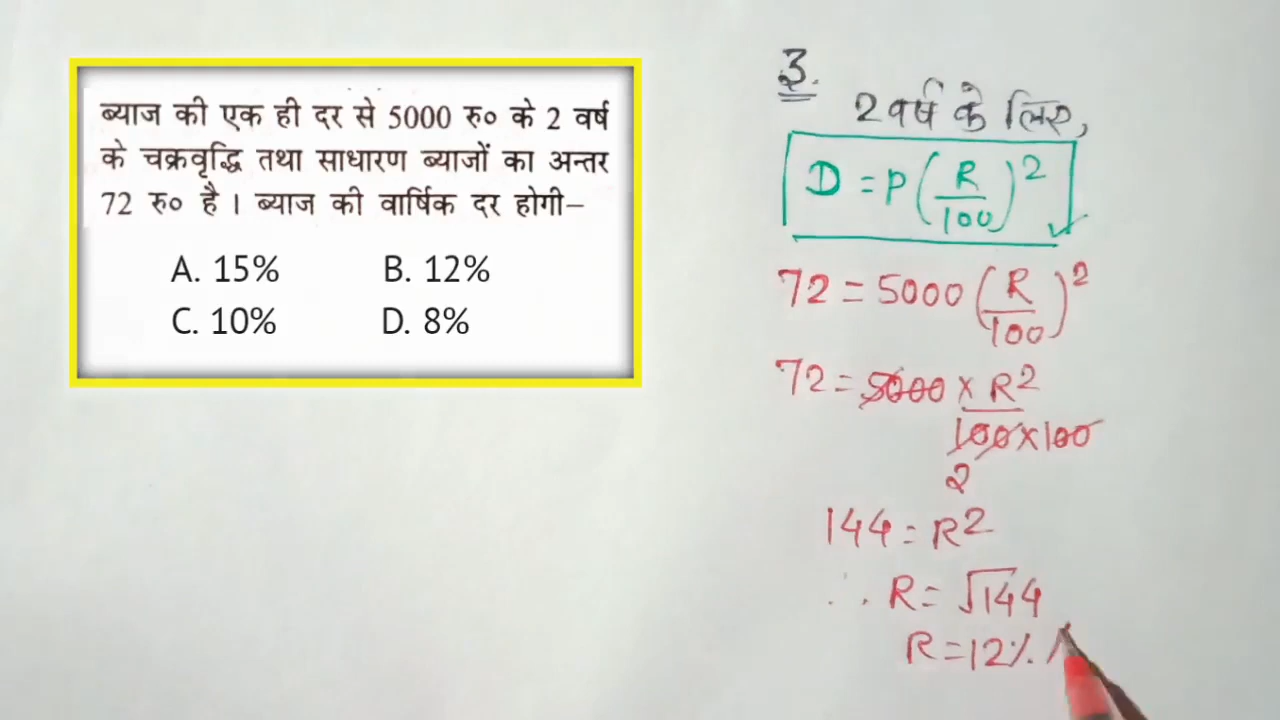 ब्याज की एक ही दर से 5000 रु० के 2 वर्ष
के चक्रवृद्धि तथा साधारण ब्याजों का अन्तर
72 रु० है । ब्याज की वार्षिक दर होगी–
A. 15% B. 12%
C. 10% D. 8%
3.
2 वर्ष के लिए,
D = P (R/100)²
72 = 5000 (R/100)²
72 = 5000 × R²
100×100
2
144 = R²
∴ R = √144
R = 12%